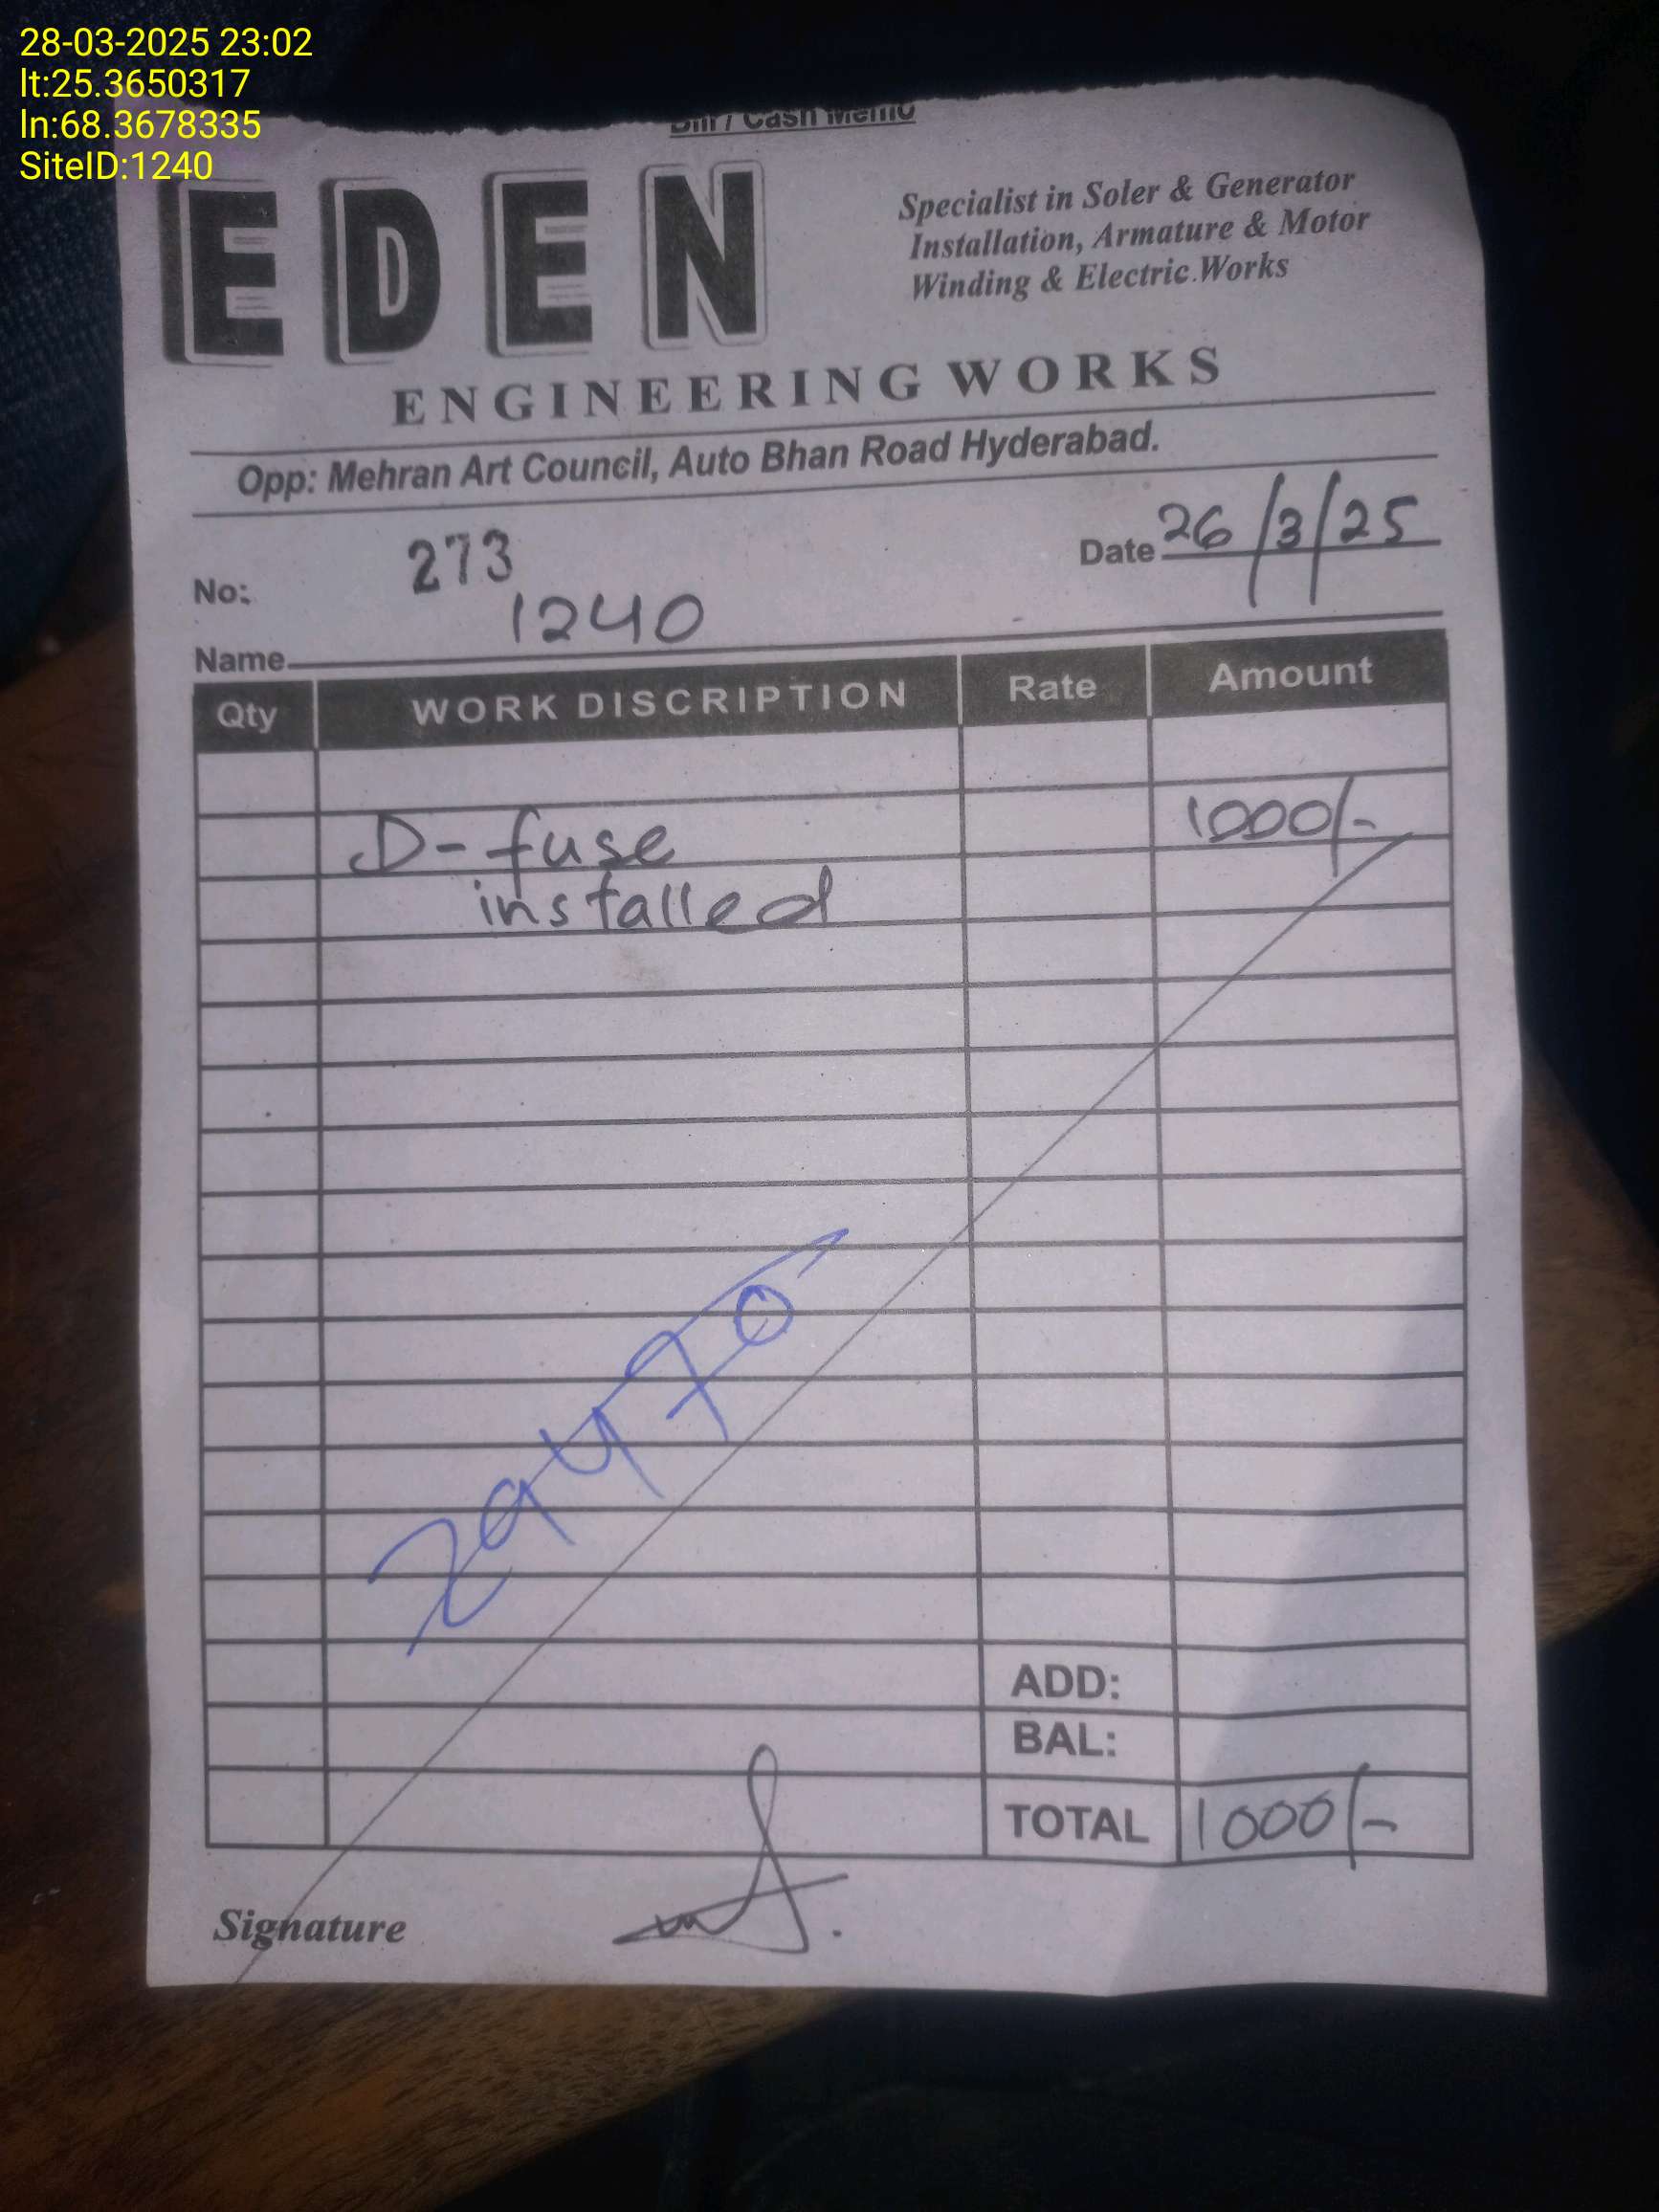 28-03-2025 23:02
lt:25.3650317
ln:68.3678335
SiteID:1240
Bill / Cash Memo
EDEN
Specialist in Soler & Generator
Installation, Armature & Motor
Winding & Electric.Works
ENGINEERING WORKS
Opp: Mehran Art Council, Auto Bhan Road Hyderabad.
No: 273
Date 26/3/25
Name 1240
Qty WORK DISCRIPTION Rate Amount
D-fuse 1000/-
installed
29470
ADD:
BAL:
TOTAL 1000/-
Signature